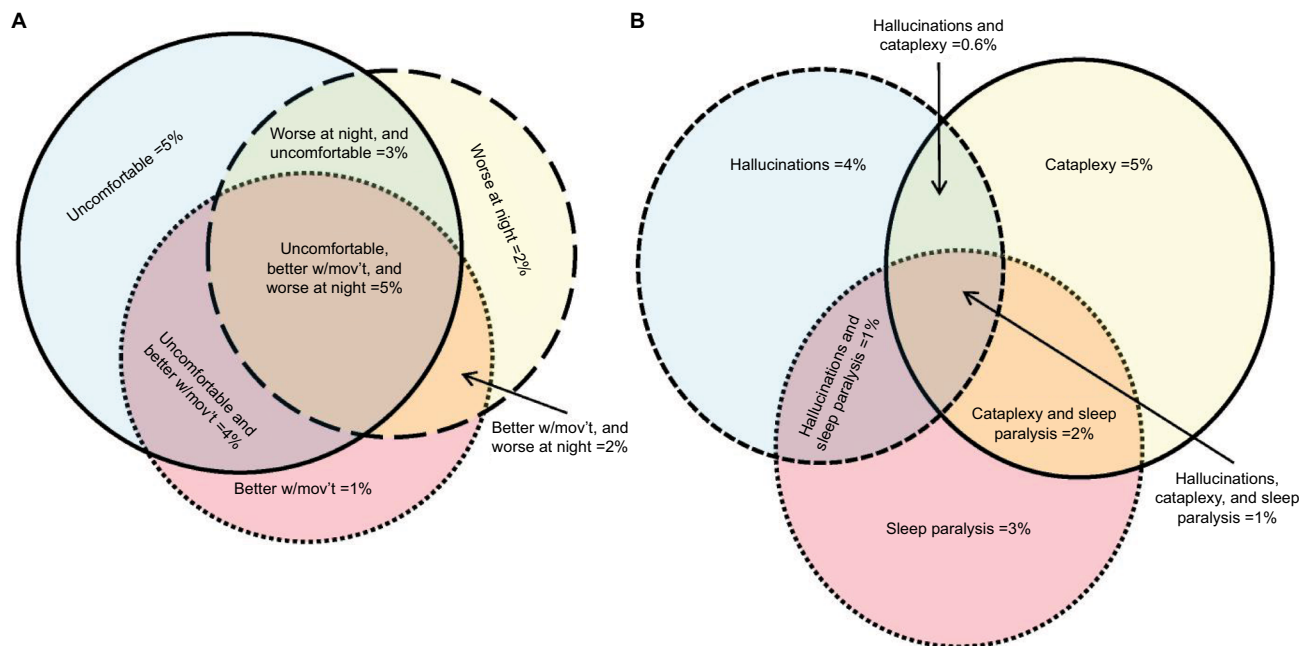 A
Uncomfortable =5%
Worse at night, and
uncomfortable =3%
Worse
at night =2%
Uncomfortable,
better w/mov’t, and
worse at night =5%
Uncomfortable and
better w/mov’t =4%
Better w/mov’t, and
worse at night =2%
Better w/mov’t =1%
B
Hallucinations and
cataplexy =0.6%
Hallucinations =4%
Cataplexy =5%
Hallucinations and
sleep paralysis =1%
Cataplexy and sleep
paralysis =2%
Hallucinations,
cataplexy, and sleep
paralysis =1%
Sleep paralysis =3%